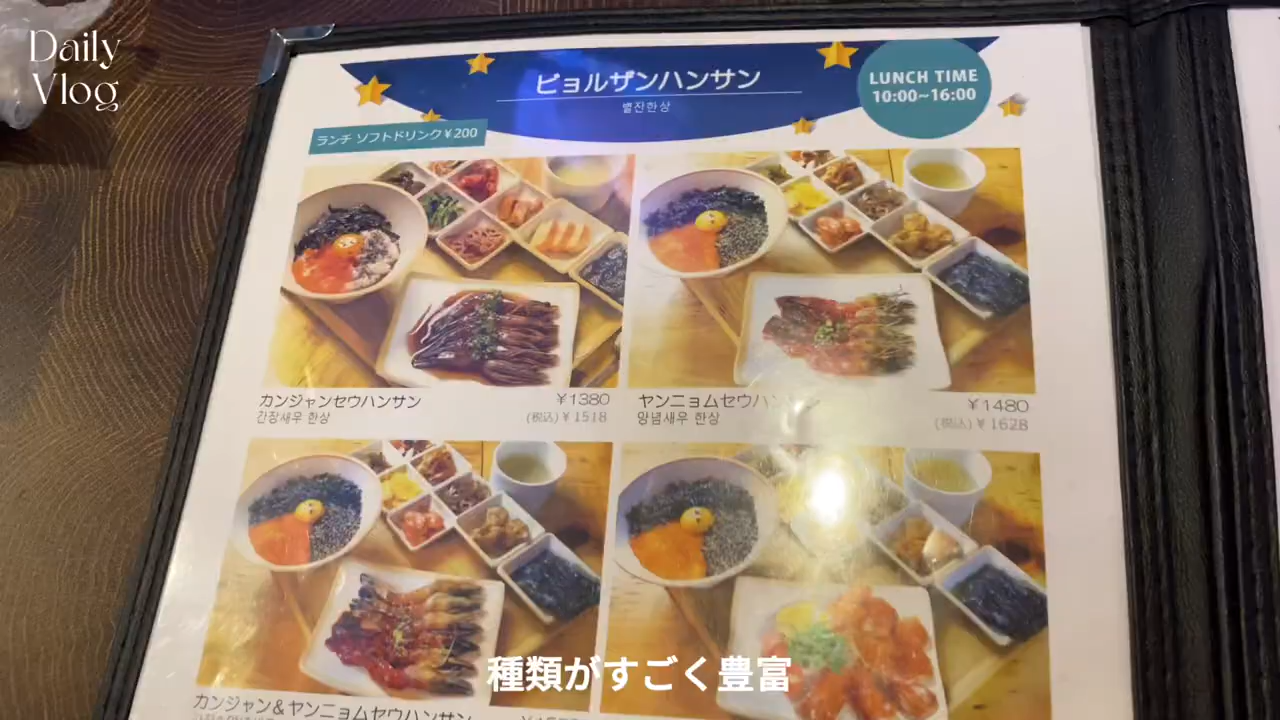 Daily
Vlog
ビョルザンハンサン
별잔한상
LUNCH TIME
10:00~16:00
ランチ ソフトドリンク¥200
カンジャンセウハンサン
¥1380
간장새우 한상
(税込)¥1518
ヤンニョムセウハン
¥1480
양념새우 한상
(税込)¥1628
種類がすごく豊富
カンジャン&ヤンニョムセウハンサン